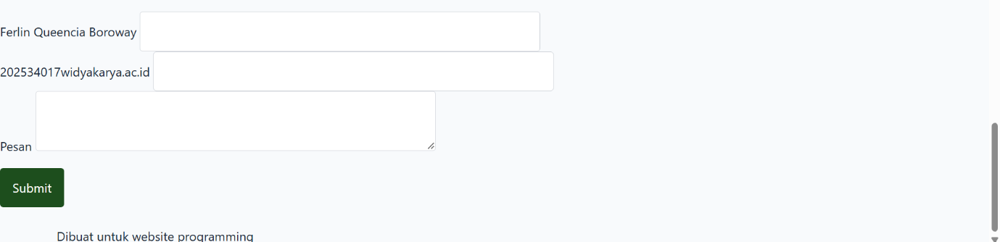 Ferlin Queencia Boroway
202534017widyakarya.ac.id
Pesan
Submit
Dibuat untuk website programming